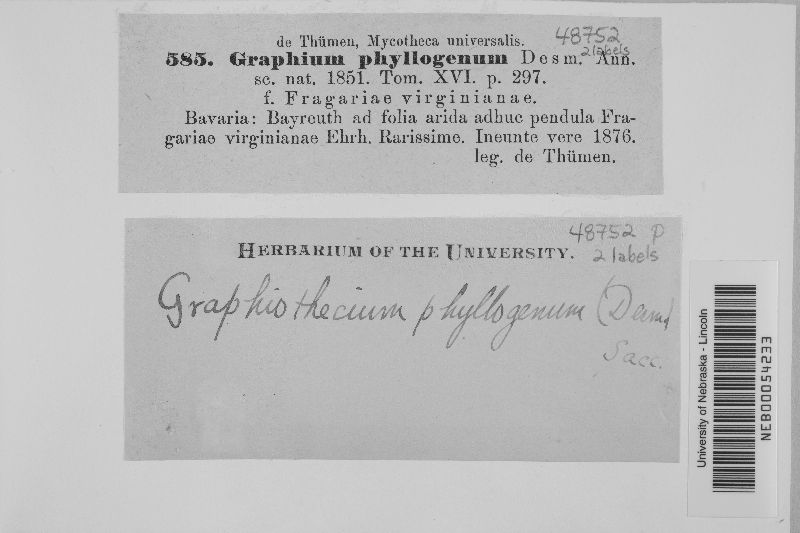 de Thümen, Mycotheca universalis.
48752
2 labels
585. Graphium phyllogenum Desm. Ann.
sc. nat. 1851. Tom. XVI. p. 297.
f. Fragariae virginianae.
Bavaria: Bayreuth ad folia arida adhuc pendula Fra-
gariae virginianae Ehrh. Rarissime. Ineunte vere 1876.
leg. de Thümen.
48752 p
2 labels
HERBARIUM OF THE UNIVERSITY.
Graphiothecium phyllogenum (Desm)
Sacc.
University of Nebraska - Lincoln
NEB00054233